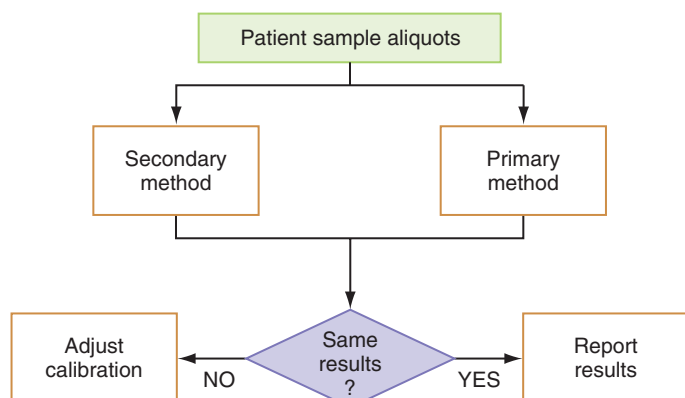 Patient sample aliquots
Secondary
method
Primary
method
Same
results
?
Adjust
calibration
NO
YES
Report
results